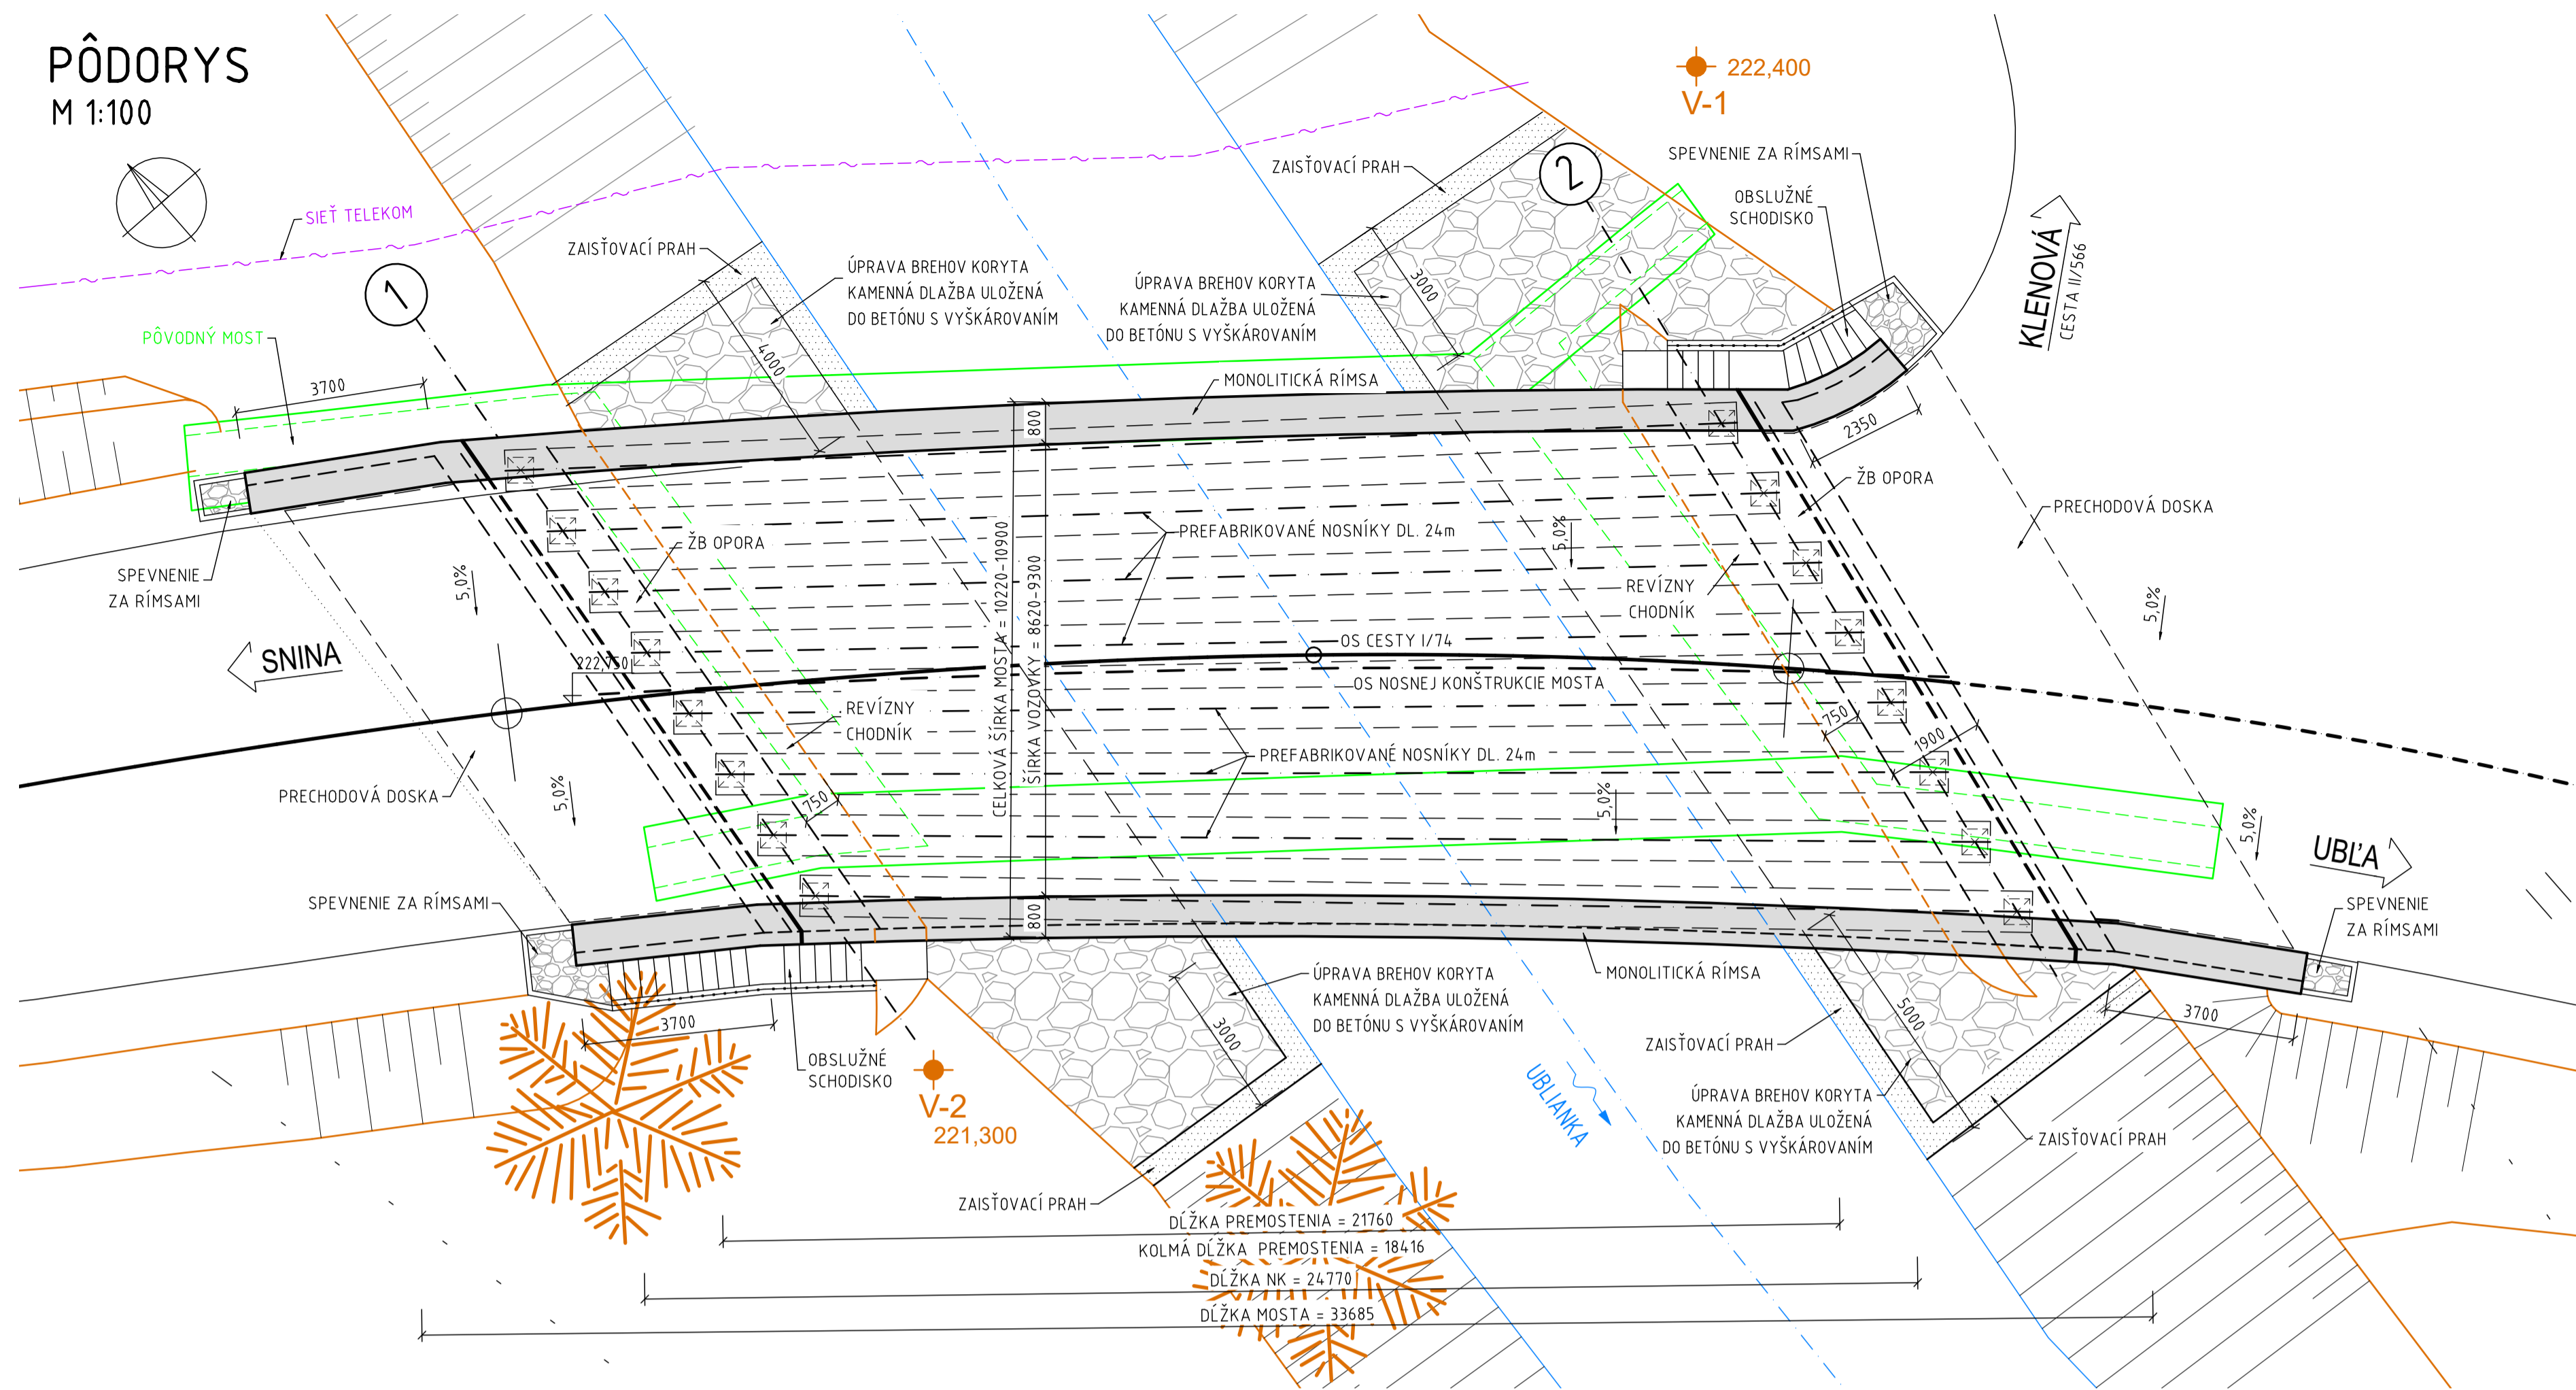 PÔDORYS
M 1:100
222,400
V-1
ZAISŤOVACÍ PRAH
2
SPEVNENIE ZA RÍMSAMI
OBSLUŽNÉ
SCHODISKO
KLENOVÁ
CESTA II/566
SIEŤ TELEKOM
ZAISŤOVACÍ PRAH
1
ÚPRAVA BREHOV KORYTA
KAMENNÁ DLAŽBA ULOŽENÁ
DO BETÓNU S VYŠKÁROVANÍM
ÚPRAVA BREHOV KORYTA
KAMENNÁ DLAŽBA ULOŽENÁ
DO BETÓNU S VYŠKÁROVANÍM
3000
4000
PÔVODNÝ MOST
3700
MONOLITICKÁ RÍMSA
800
2350
ŽB OPORA
PRECHODOVÁ DOSKA
PREFABRIKOVANÉ NOSNÍKY DL. 24m
ŽB OPORA
5,0%
5,0%
5,0%
SPEVNENIE
ZA RÍMSAMI
REVÍZNY
CHODNÍK
CELKOVÁ ŠÍRKA MOSTA = 10220-10900
ŠÍRKA VOZOVKY = 8620-9300
SNINA
222,750
OS CESTY I/74
OS NOSNEJ KONŠTRUKCIE MOSTA
REVÍZNY
CHODNÍK
750
1900
PREFABRIKOVANÉ NOSNÍKY DL. 24m
PRECHODOVÁ DOSKA
5,0%
750
5,0%
5,0%
UBĽA
SPEVNENIE ZA RÍMSAMI
SPEVNENIE
ZA RÍMSAMI
800
MONOLITICKÁ RÍMSA
ÚPRAVA BREHOV KORYTA
KAMENNÁ DLAŽBA ULOŽENÁ
DO BETÓNU S VYŠKÁROVANÍM
3700
3000
5000
3700
OBSLUŽNÉ
SCHODISKO
V-2
221,300
UBLIANKA
ZAISŤOVACÍ PRAH
ÚPRAVA BREHOV KORYTA
KAMENNÁ DLAŽBA ULOŽENÁ
DO BETÓNU S VYŠKÁROVANÍM
ZAISŤOVACÍ PRAH
ZAISŤOVACÍ PRAH
DĹŽKA PREMOSTENIA = 21760
KOLMÁ DĹŽKA PREMOSTENIA = 18416
DĹŽKA NK = 24770
DĹŽKA MOSTA = 33685